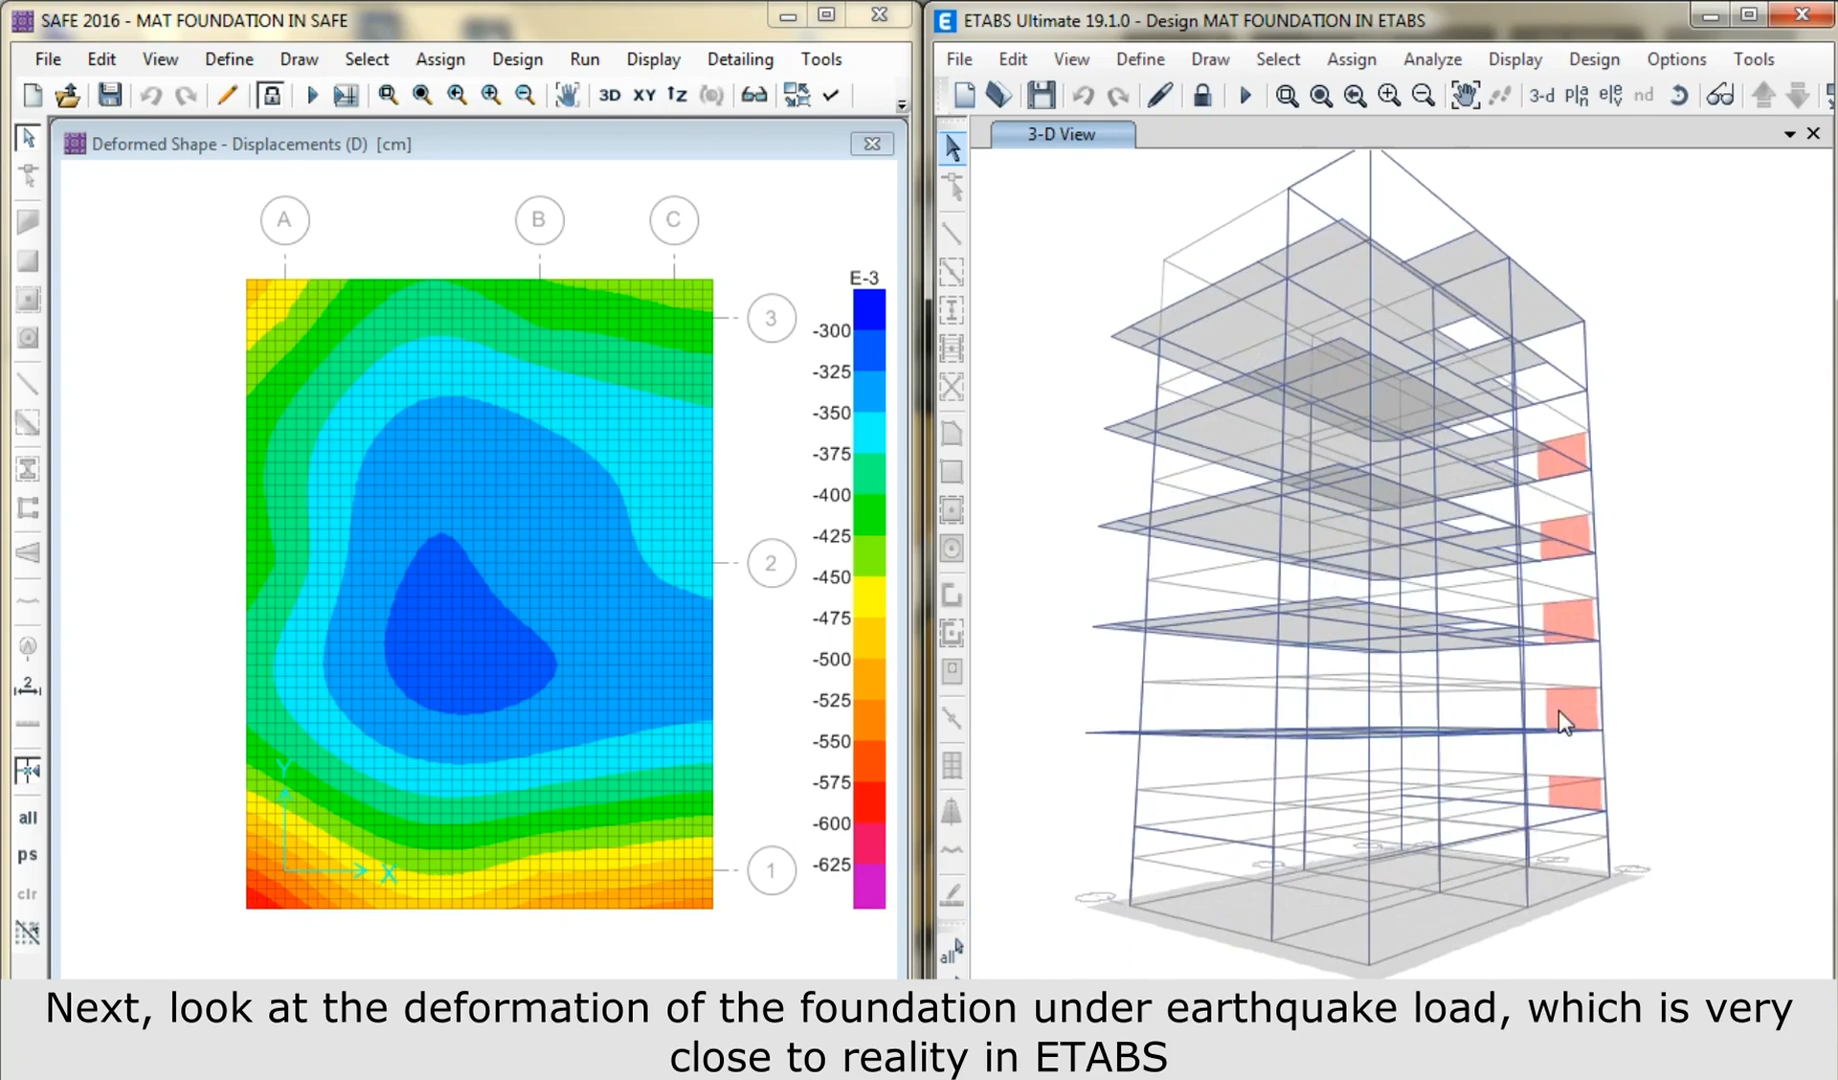 SAFE 2016 - MAT FOUNDATION IN SAFE
File Edit View Define Draw Select Assign Design Run Display Detailing Tools
3D XY
Deformed Shape - Displacements (D) [cm]
A B C
3
2
1
E-3
-300
-325
-350
-375
-400
-425
-450
-475
-500
-525
-550
-575
-600
-625
Y
X
2
all
ps
clr
E ETABS Ultimate 19.1.0 - Design MAT FOUNDATION IN ETABS
File Edit View Define Draw Select Assign Analyze Display Design Options Tools
3-d Pla ele nd
3-D View
all
Next, look at the deformation of the foundation under earthquake load, which is very
close to reality in ETABS